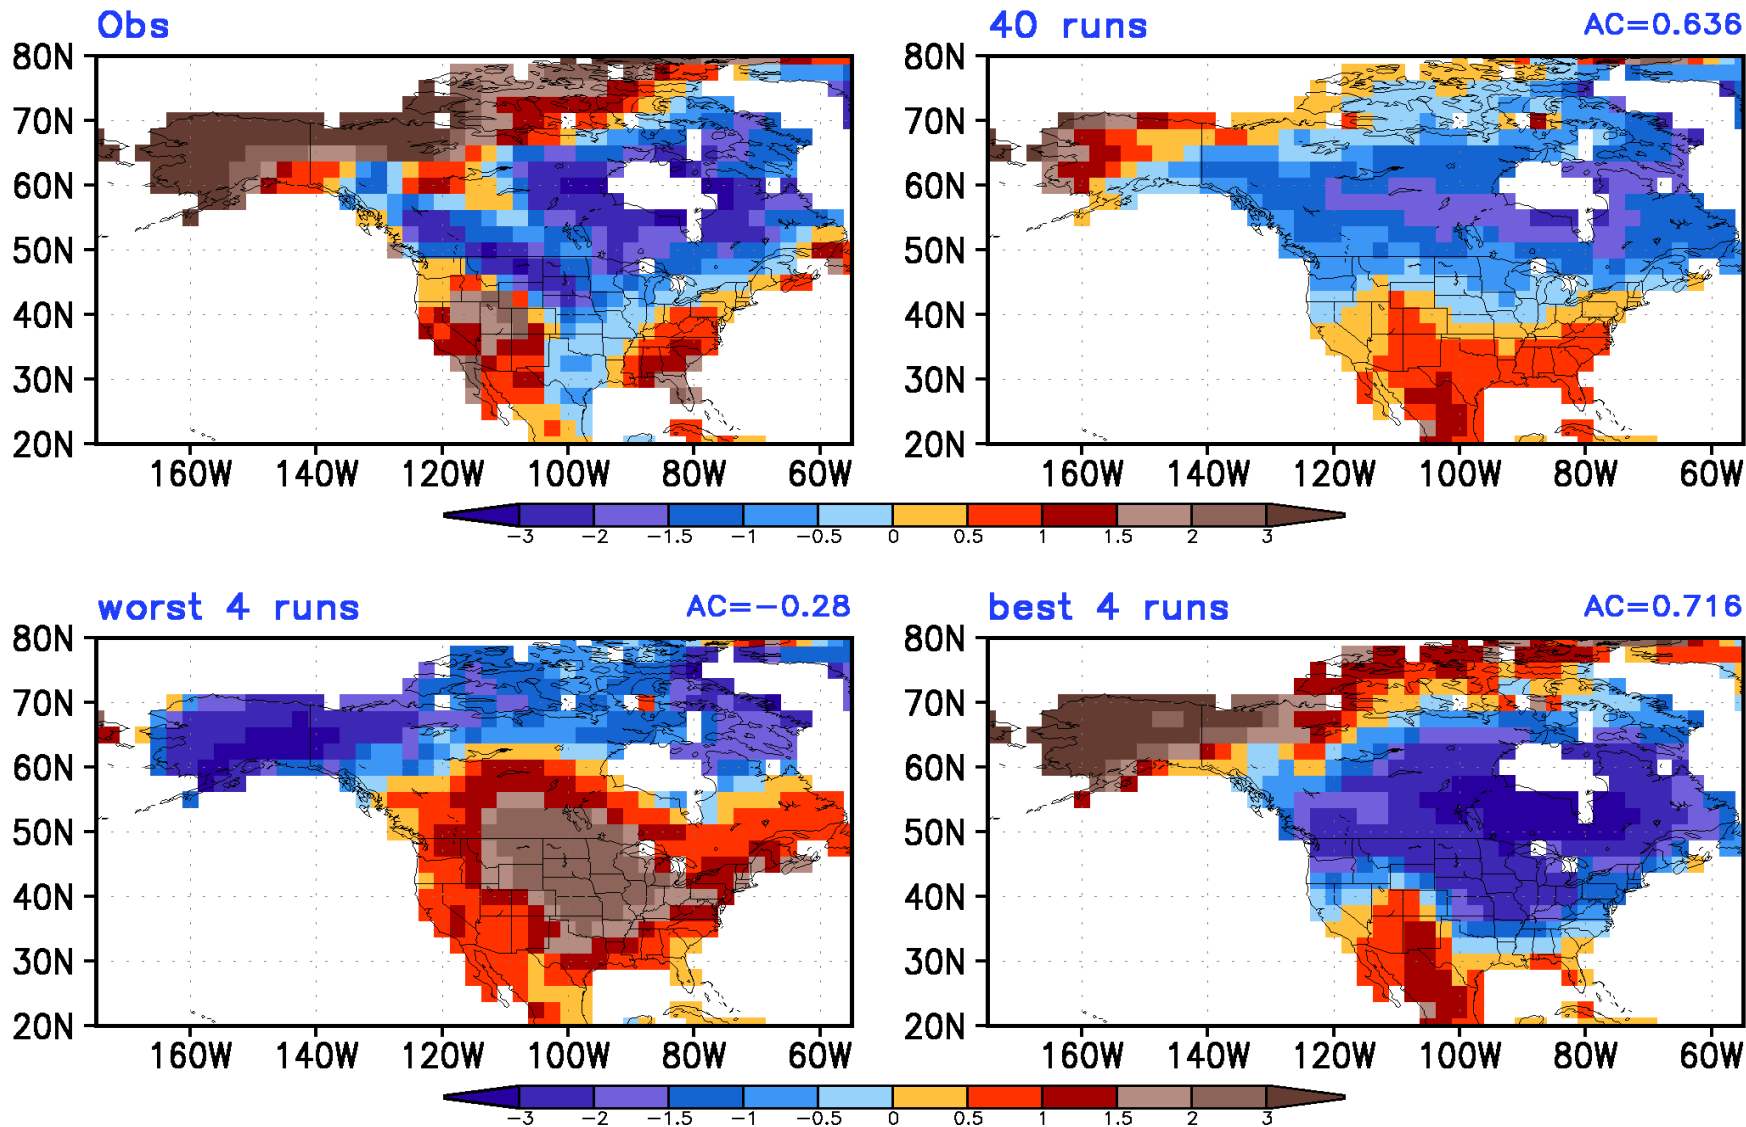 Obs
40 runs AC=0.636
80N 80N
70N 70N
60N 60N
50N 50N
40N 40N
30N 30N
20N 20N
160W 140W 120W 100W 80W 60W 160W 140W 120W 100W 80W 60W
-3 -2 -1.5 -1 -0.5 0 0.5 1 1.5 2 3
worst 4 runs AC=-0.28
best 4 runs AC=0.716
80N 80N
70N 70N
60N 60N
50N 50N
40N 40N
30N 30N
20N 20N
160W 140W 120W 100W 80W 60W 160W 140W 120W 100W 80W 60W
-3 -2 -1.5 -1 -0.5 0 0.5 1 1.5 2 3